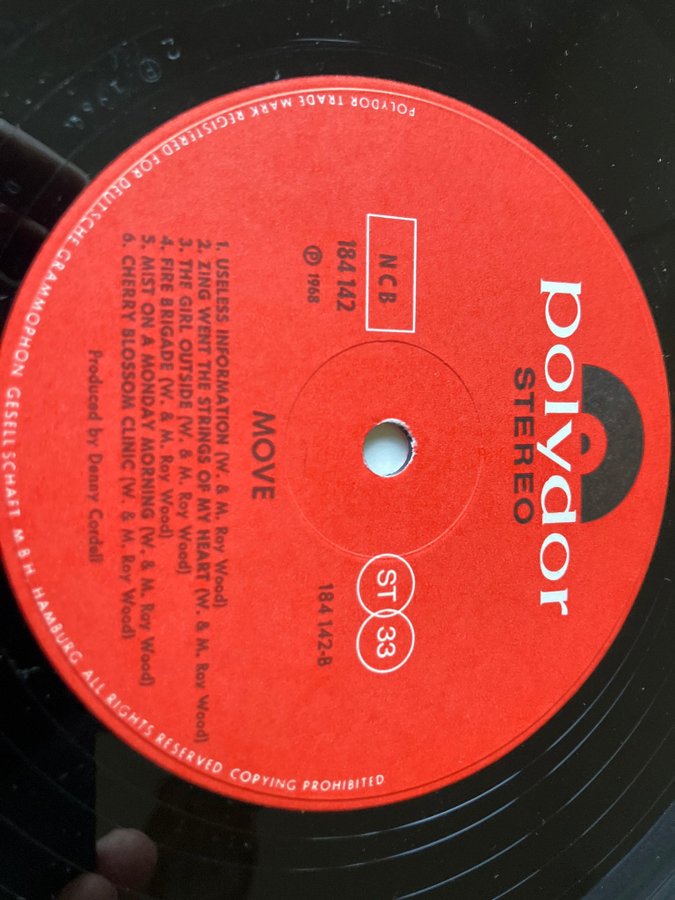 polydor
STEREO
NCB
184 142
Ⓟ 1968
ST 33
184 142-B
MOVE
1. USELESS INFORMATION (W. & M. Roy Wood)
2. ZING WENT THE STRINGS OF MY HEART (W. & M. Roy Wood)
3. THE GIRL OUTSIDE (W. & M. Roy Wood)
4. FIRE BRIGADE (W. & M. Roy Wood)
5. MIST ON A MONDAY MORNING (W. & M. Roy Wood)
6. CHERRY BLOSSOM CLINIC (W. & M. Roy Wood)
Produced by Denny Cordell
POLYDOR TRADE MARK REGISTERED FOR DEUTSCHE GRAMMOPHON GESELLSCHAFT M B H HAMBURG ALL RIGHTS RESERVED COPYING PROHIBITED